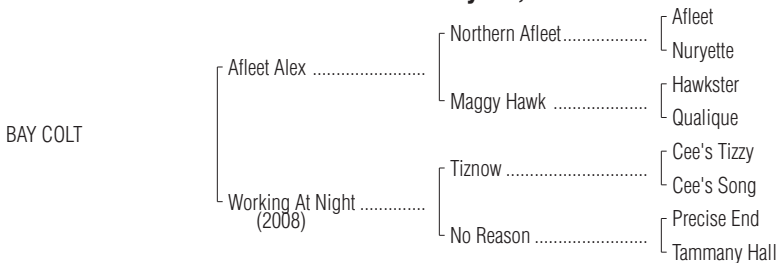 Afleet
Northern Afleet....................
Nuryette
Afleet Alex ........................
Hawkster
Maggy Hawk ....................
Qualique
BAY COLT
Cee's Tizzy
Tiznow ..............................
Cee's Song
Working At Night ..............
(2008)
Precise End
No Reason ........................
Tammany Hall